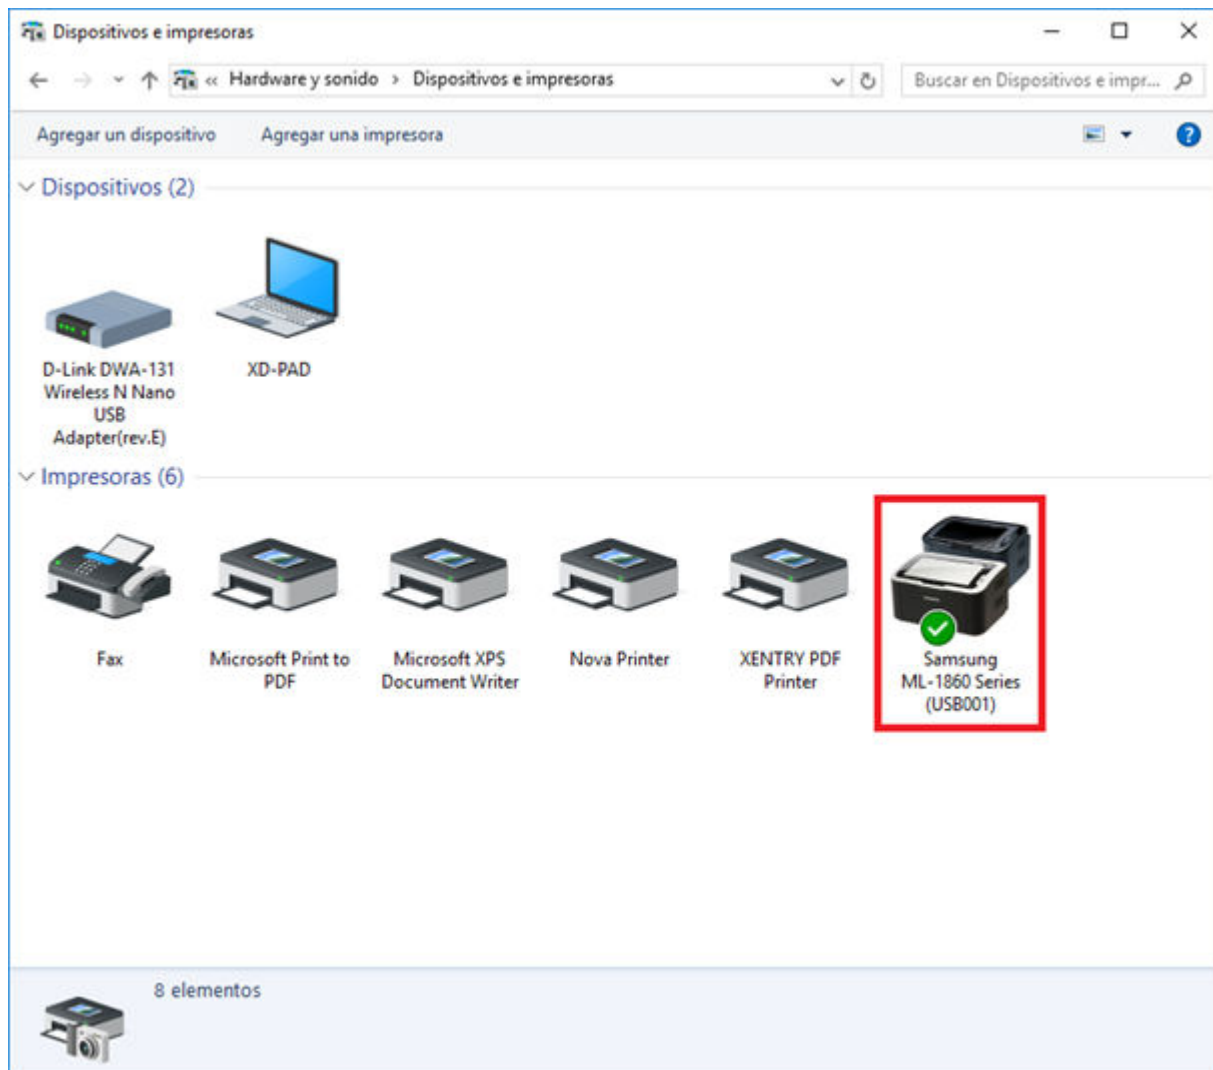 Dispositivos e impresoras
« Hardware y sonido > Dispositivos e impresoras
Buscar en Dispositivos e impr...
Agregar un dispositivo
Agregar una impresora
Dispositivos (2)
D-Link DWA-131
Wireless N Nano
USB
Adapter(rev.E)
XD-PAD
Impresoras (6)
Fax
Microsoft Print to
PDF
Microsoft XPS
Document Writer
Nova Printer
XENTRY PDF
Printer
Samsung
ML-1860 Series
(USB001)
8 elementos